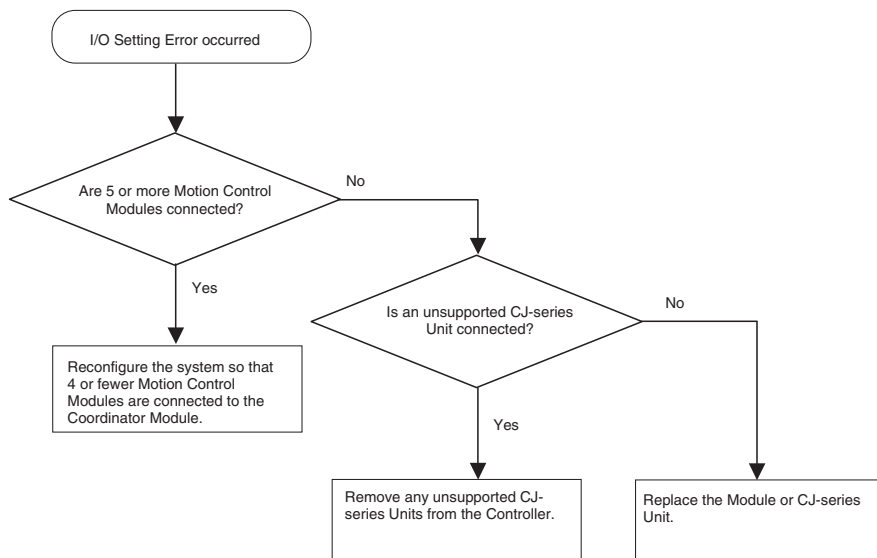 I/O Setting Error occurred
Are 5 or more Motion Control
Modules connected?
No
Yes
Is an unsupported CJ-series
Unit connected?
No
Reconfigure the system so that
4 or fewer Motion Control
Modules are connected to the
Coordinator Module.
Yes
Remove any unsupported CJ-
series Units from the Controller.
Replace the Module or CJ-series
Unit.